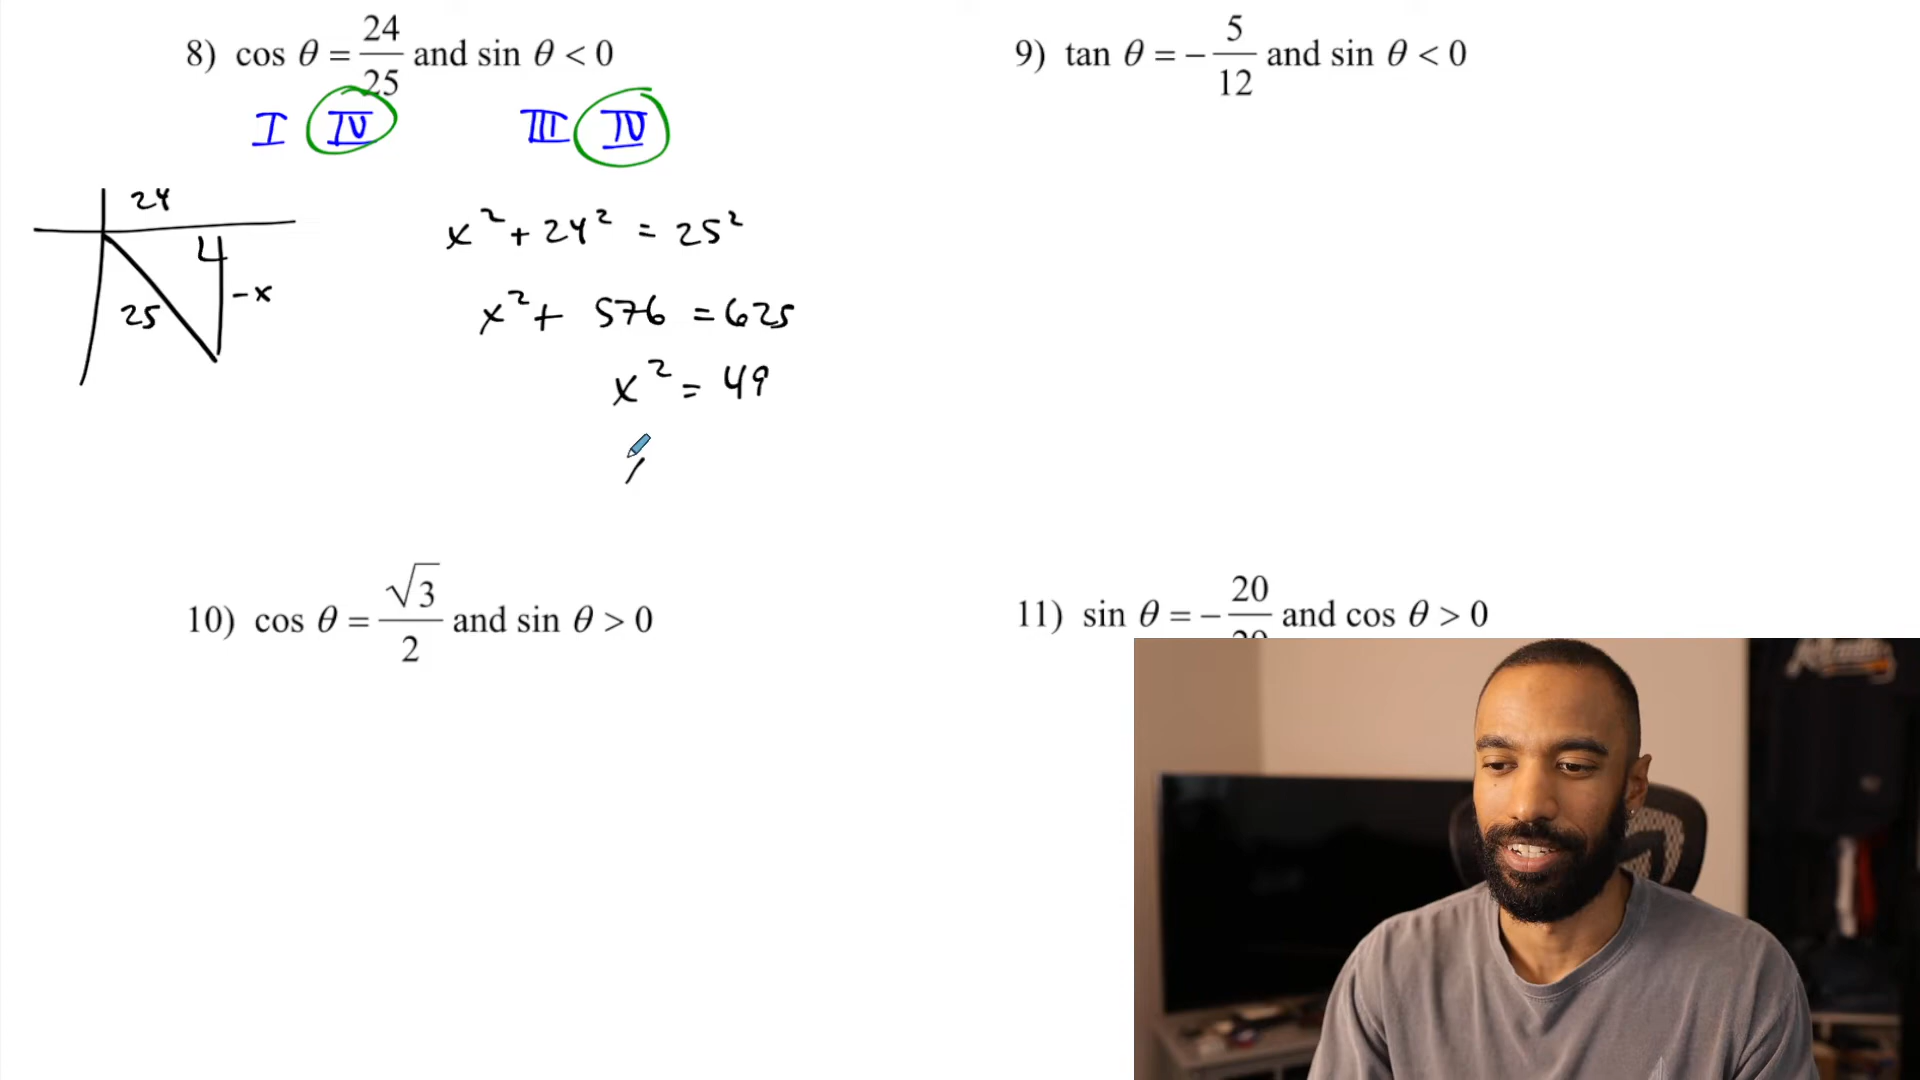 8) cos θ = 24/25 and sin θ < 0
I IV III IV
24
25
-x
x² + 24² = 25²
x² + 576 = 625
x² = 49
9) tan θ = - 5/12 and sin θ < 0
10) cos θ = √3/2 and sin θ > 0
11) sin θ = - 20/ and cos θ > 0